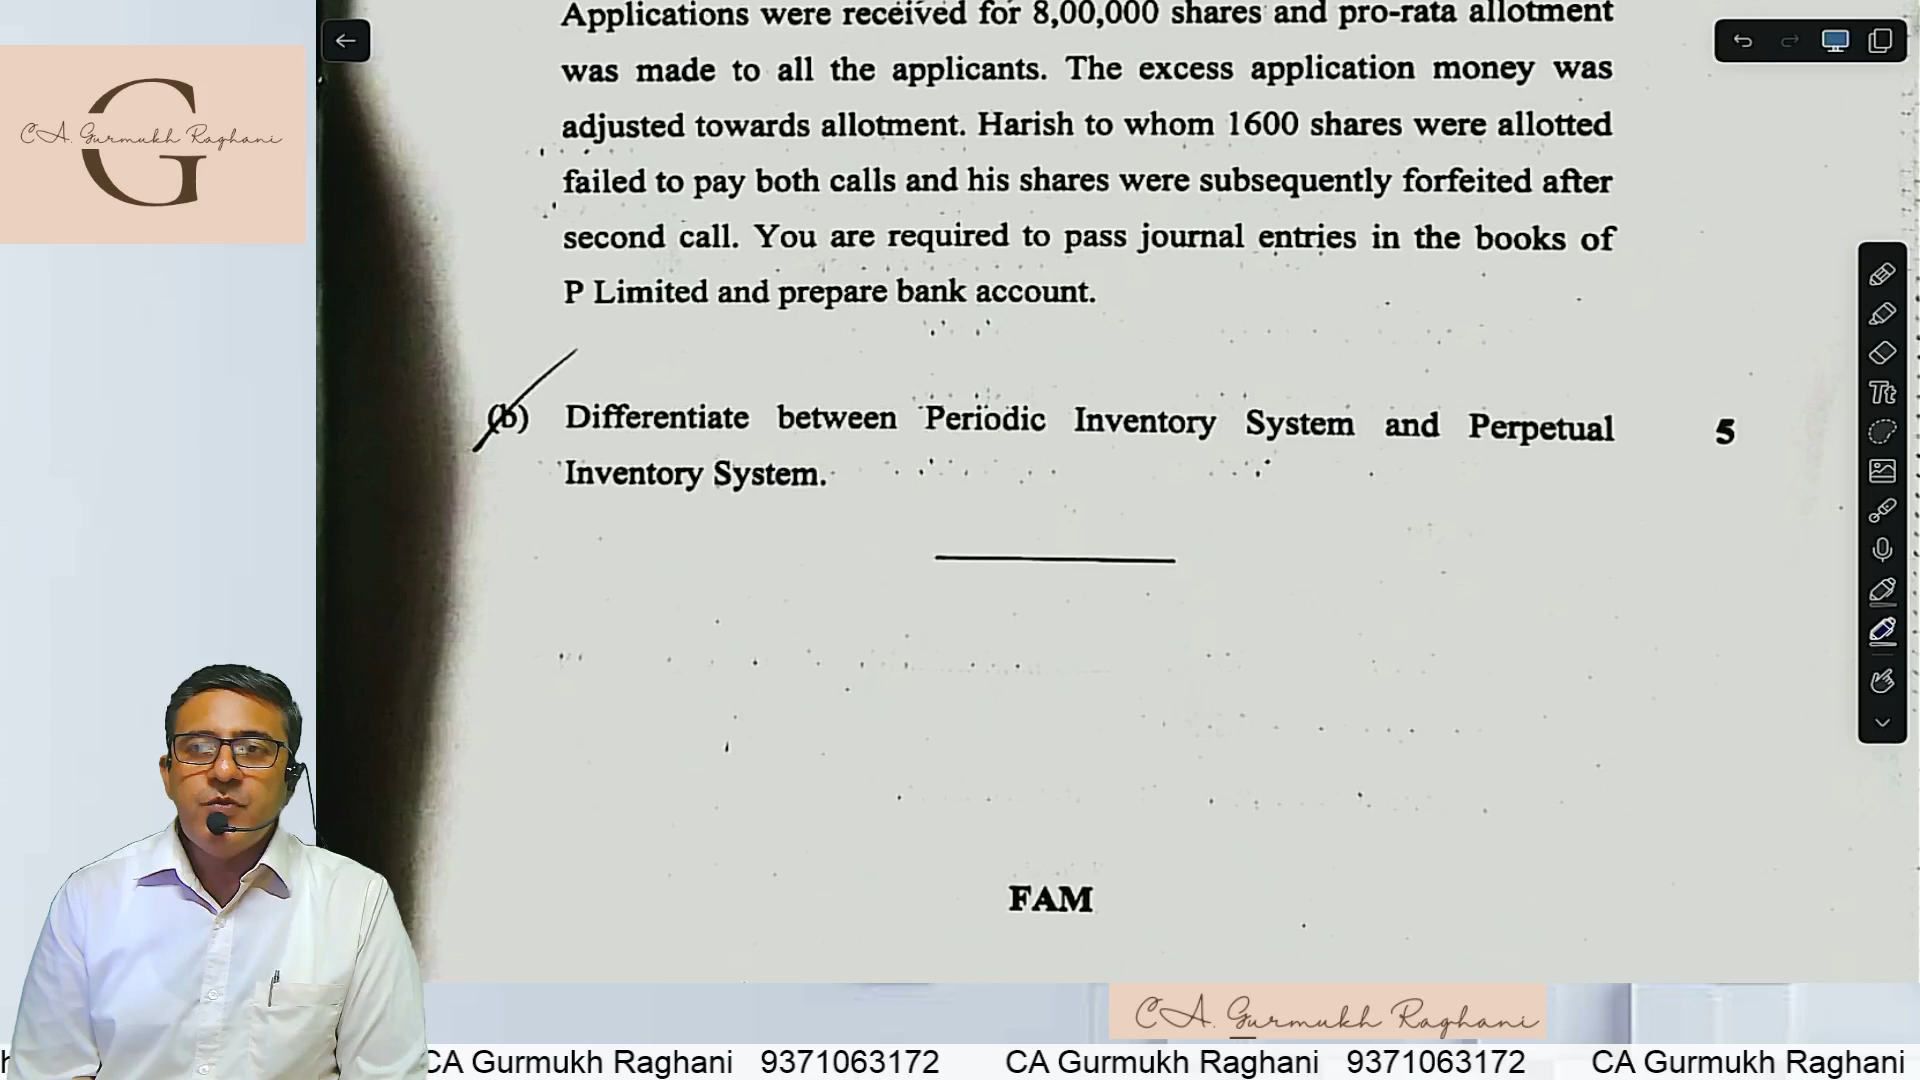 Applications were received for 8,00,000 shares and pro-rata allotment
was made to all the applicants. The excess application money was
adjusted towards allotment. Harish to whom 1600 shares were allotted
failed to pay both calls and his shares were subsequently forfeited after
second call. You are required to pass journal entries in the books of
P Limited and prepare bank account.
(b) Differentiate between Periodic Inventory System and Perpetual 5
Inventory System.
FAM
G
CA. Gurmukh Raghani
Tt
CA. Gurmukh Raghani
CA Gurmukh Raghani 9371063172 CA Gurmukh Raghani 9371063172 CA Gurmukh Raghani